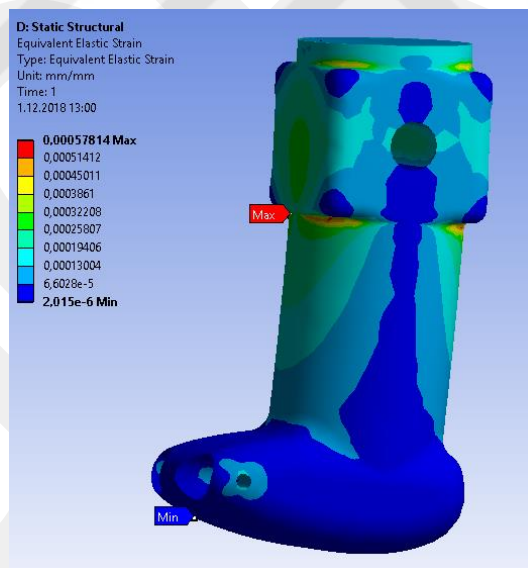 D: Static Structural
Equivalent Elastic Strain
Type: Equivalent Elastic Strain
Unit: mm/mm
Time: 1
1.12.2018 13:00
0,00057814 Max
0,00051412
0,00045011
0,0003861
0,00032208
0,00025807
0,00019406
0,00013004
6,6028e-5
2,015e-6 Min
Max
Min